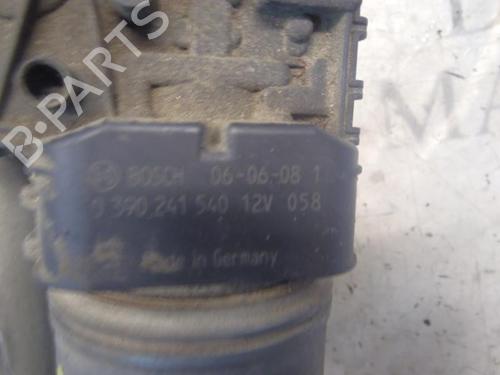 B-PARTS
BOSCH 06-06-08 1
0 390 241 540 12V 058
Made in Germany